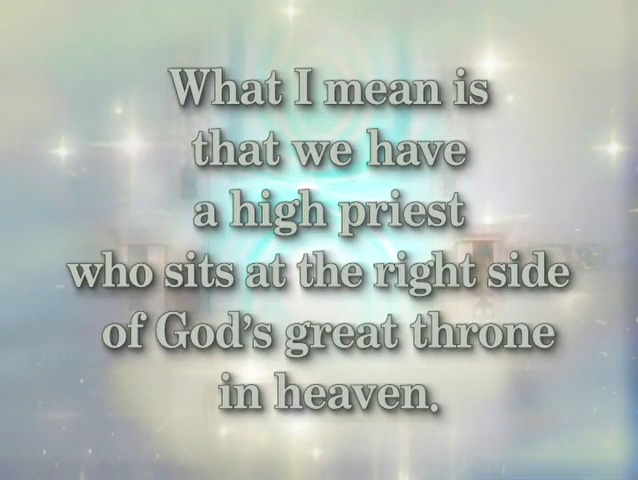 What I mean is
that we have
a high priest
who sits at the right side
of God's great throne
in heaven.